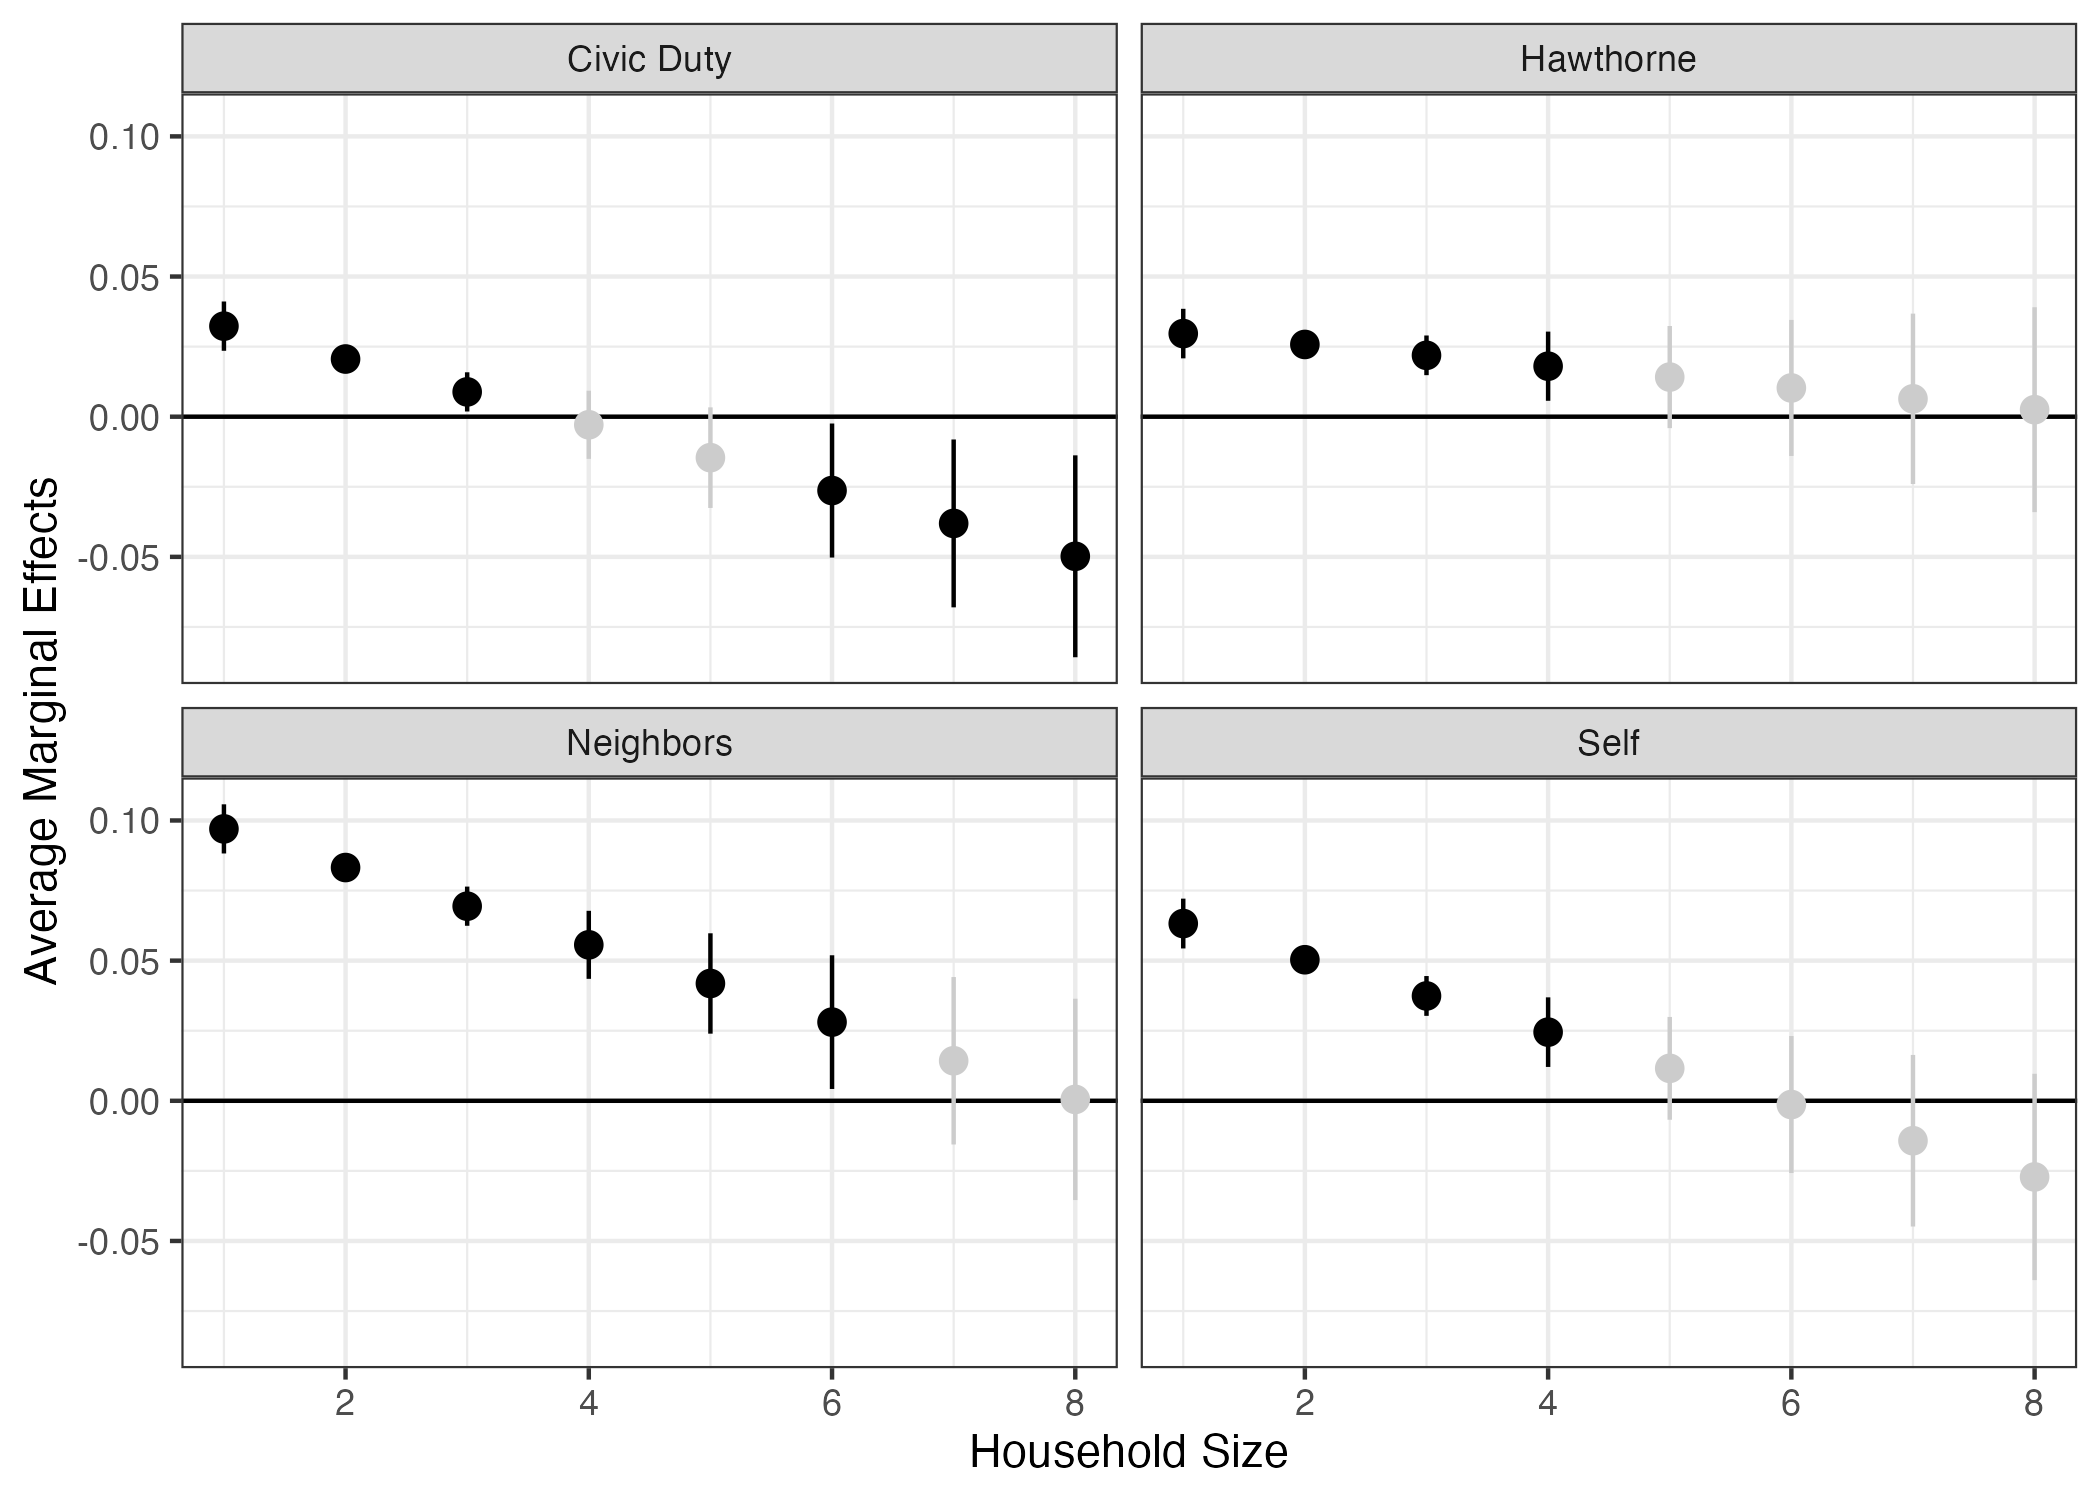 Civic Duty
Hawthorne
0.10
0.05
0.00
-0.05
Neighbors
Self
0.10
0.05
0.00
-0.05
2 4 6 8
2 4 6 8
Household Size
Average Marginal Effects